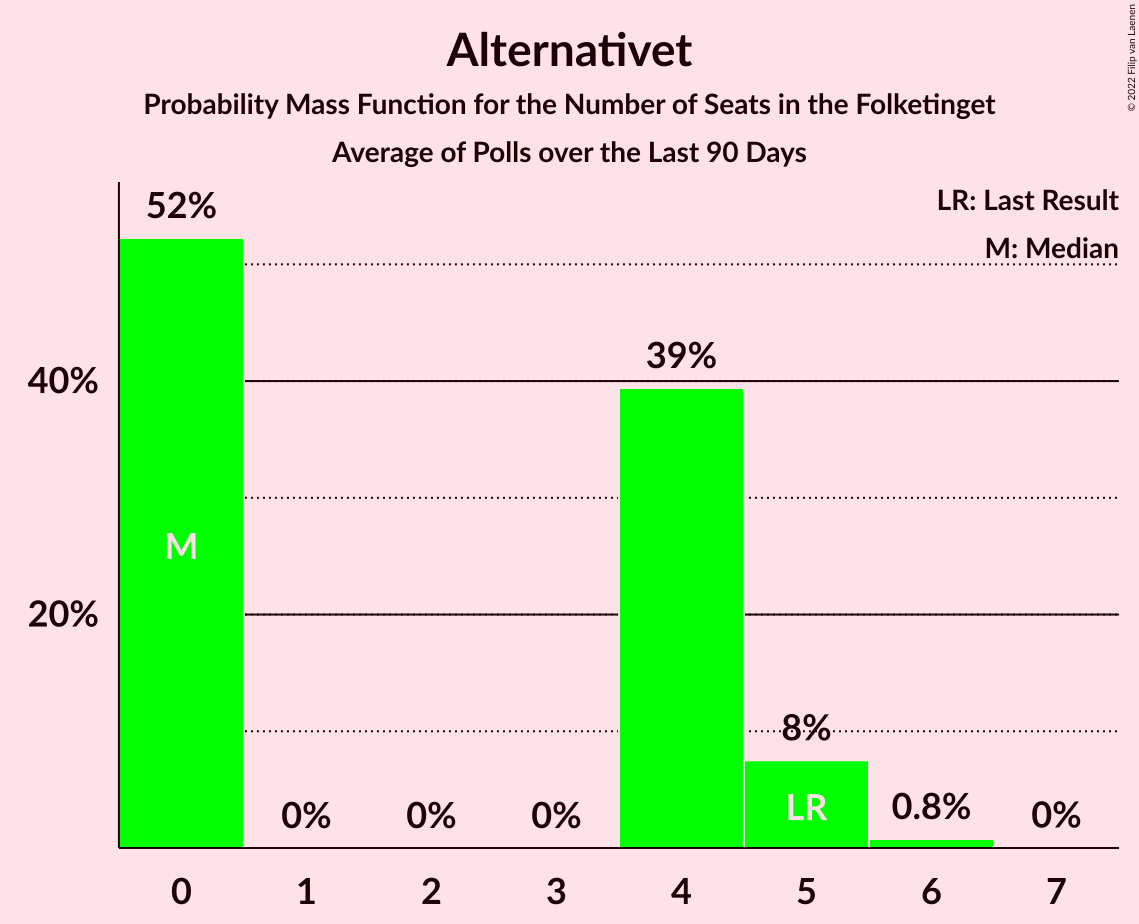 Alternativet
Probability Mass Function for the Number of Seats in the Folketinget
Average of Polls over the Last 90 Days
© 2022 Filip van Laenen
LR: Last Result
M: Median
52%
39%
40%
M
20%
8%
LR
0%
0%
0%
0.8%
0%
0
1
2
3
4
5
6
7